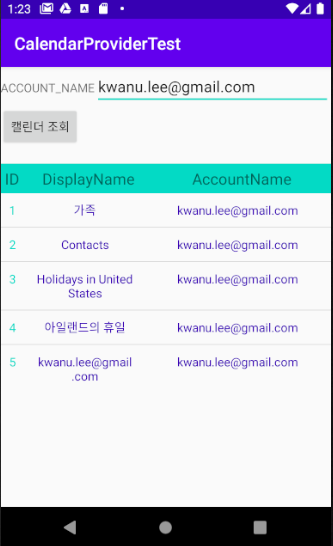 1:23
CalendarProviderTest
ACCOUNT_NAME kwanu.lee@gmail.com
캘린더 조회
ID DisplayName AccountName
1 가족 kwanu.lee@gmail.com
2 Contacts kwanu.lee@gmail.com
3 Holidays in United kwanu.lee@gmail.com
States
4 아일랜드의 휴일 kwanu.lee@gmail.com
5 kwanu.lee@gmail kwanu.lee@gmail.com
.com